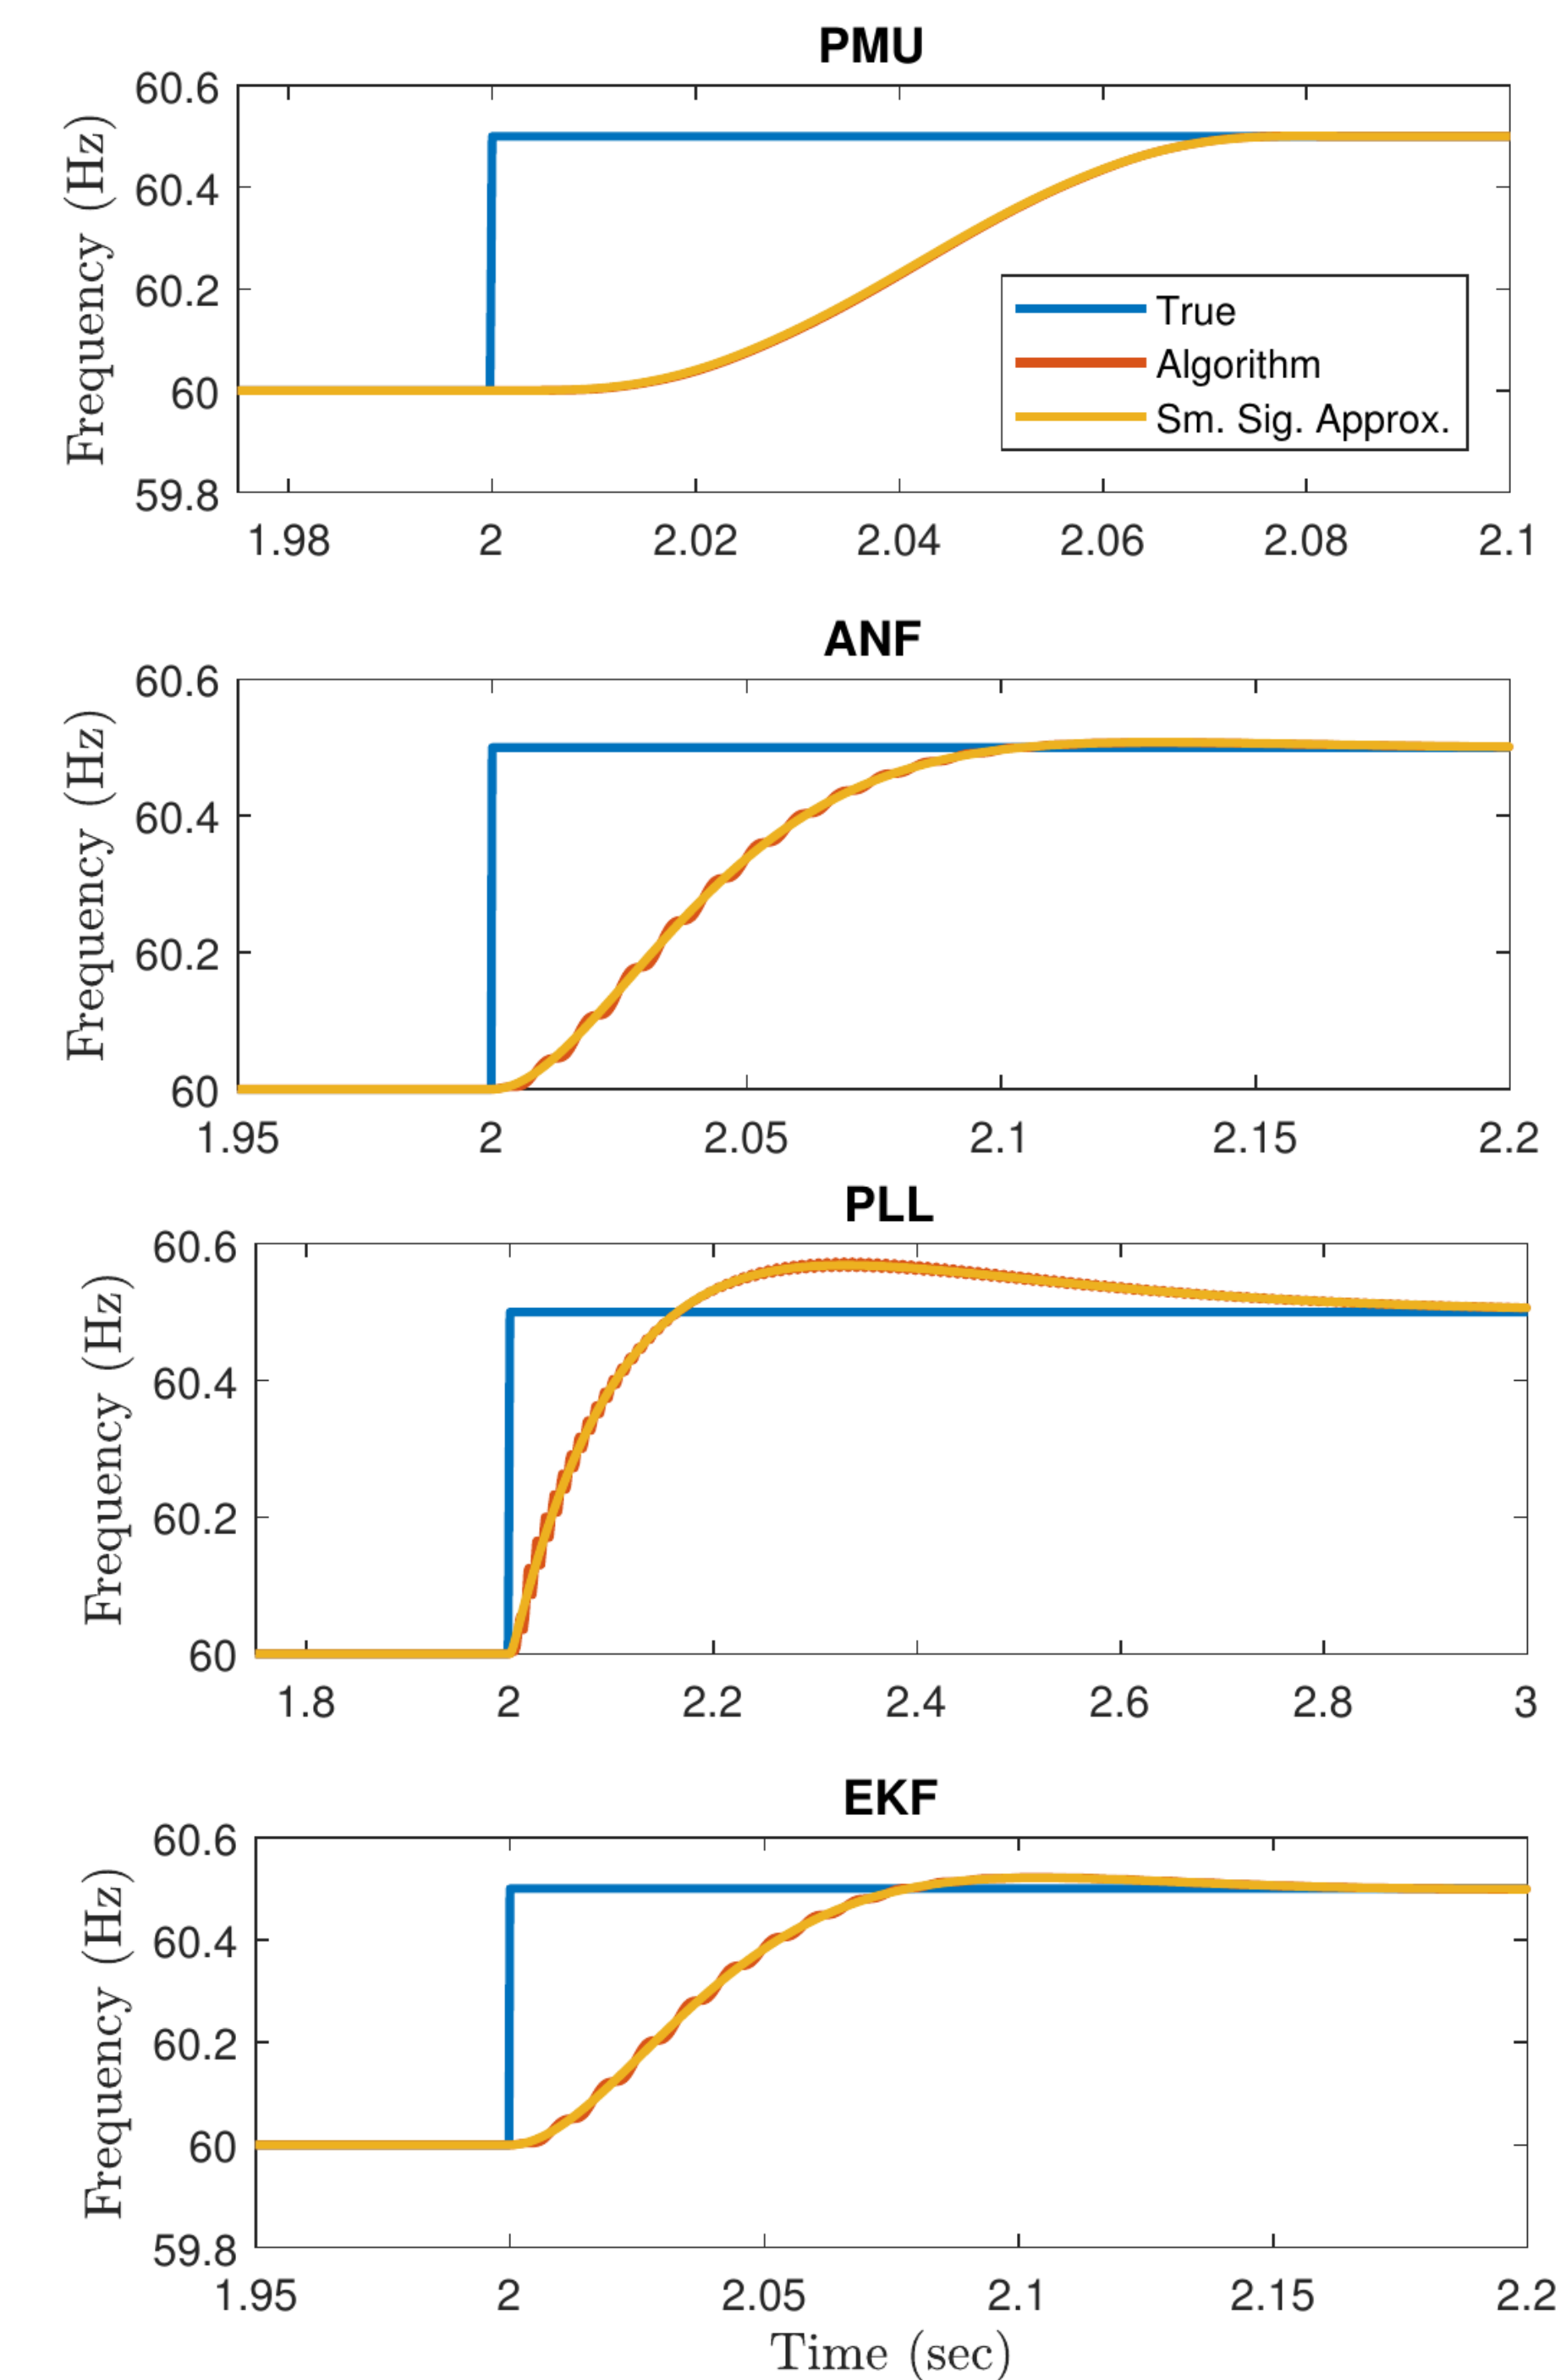 PMU
60.6
60.4
60.2
60
59.8
Frequency (Hz)
True
Algorithm
Sm. Sig. Approx.
1.98 2 2.02 2.04 2.06 2.08 2.1
ANF
60.6
60.4
60.2
60
Frequency (Hz)
1.95 2 2.05 2.1 2.15 2.2
PLL
60.6
60.4
60.2
60
Frequency (Hz)
1.8 2 2.2 2.4 2.6 2.8 3
EKF
60.6
60.4
60.2
60
59.8
Frequency (Hz)
1.95 2 2.05 2.1 2.15 2.2
Time (sec)